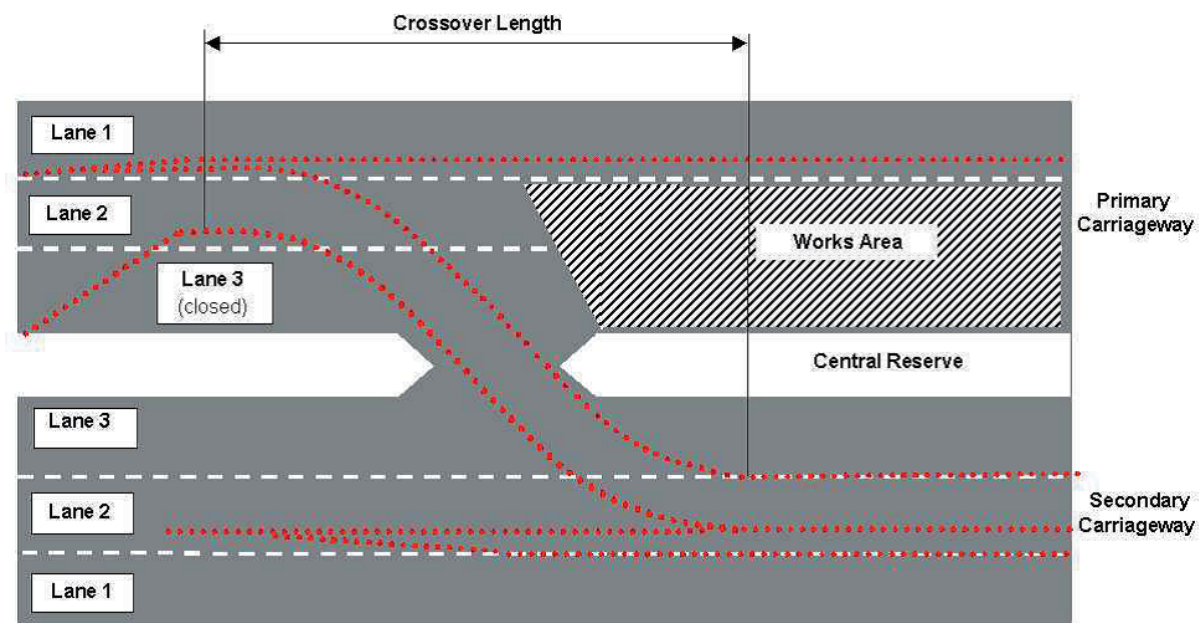 Crossover Length
Lane 1
Lane 2
Lane 3
(closed)
Works Area
Primary
Carriageway
Central Reserve
Lane 3
Lane 2
Lane 1
Secondary
Carriageway